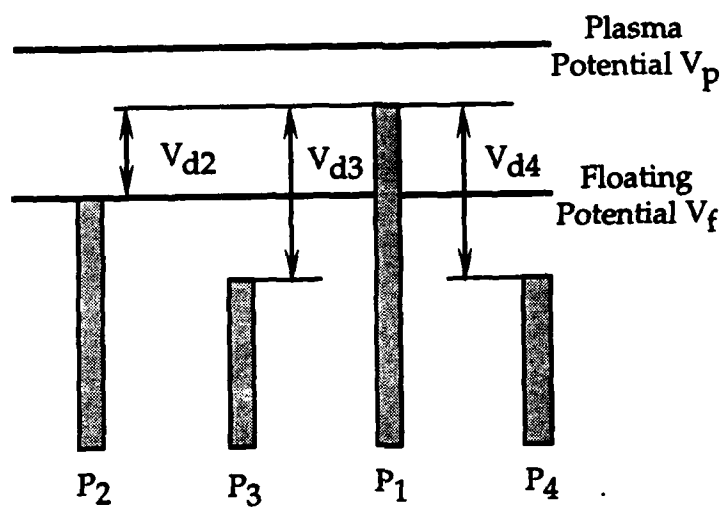 Plasma
Potential Vp
Vd2
Vd3
Vd4
Floating
Potential Vf
P2
P3
P1
P4